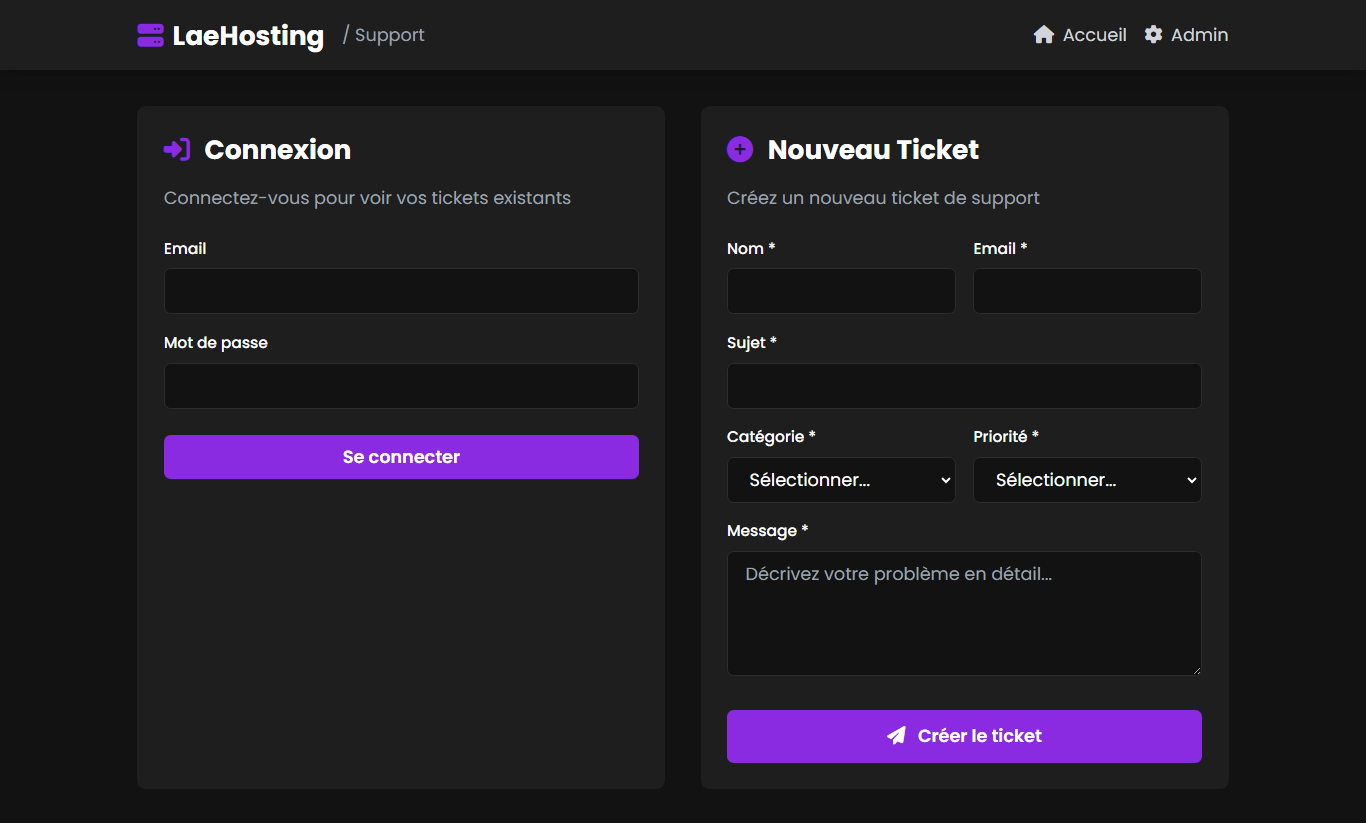 LaeHosting / Support
Accueil Admin
Connexion
Connectez-vous pour voir vos tickets existants
Email
Mot de passe
Se connecter
Nouveau Ticket
Créez un nouveau ticket de support
Nom * Email *
Sujet *
Catégorie * Priorité *
Sélectionner... Sélectionner...
Message *
Décrivez votre problème en détail...
Créer le ticket